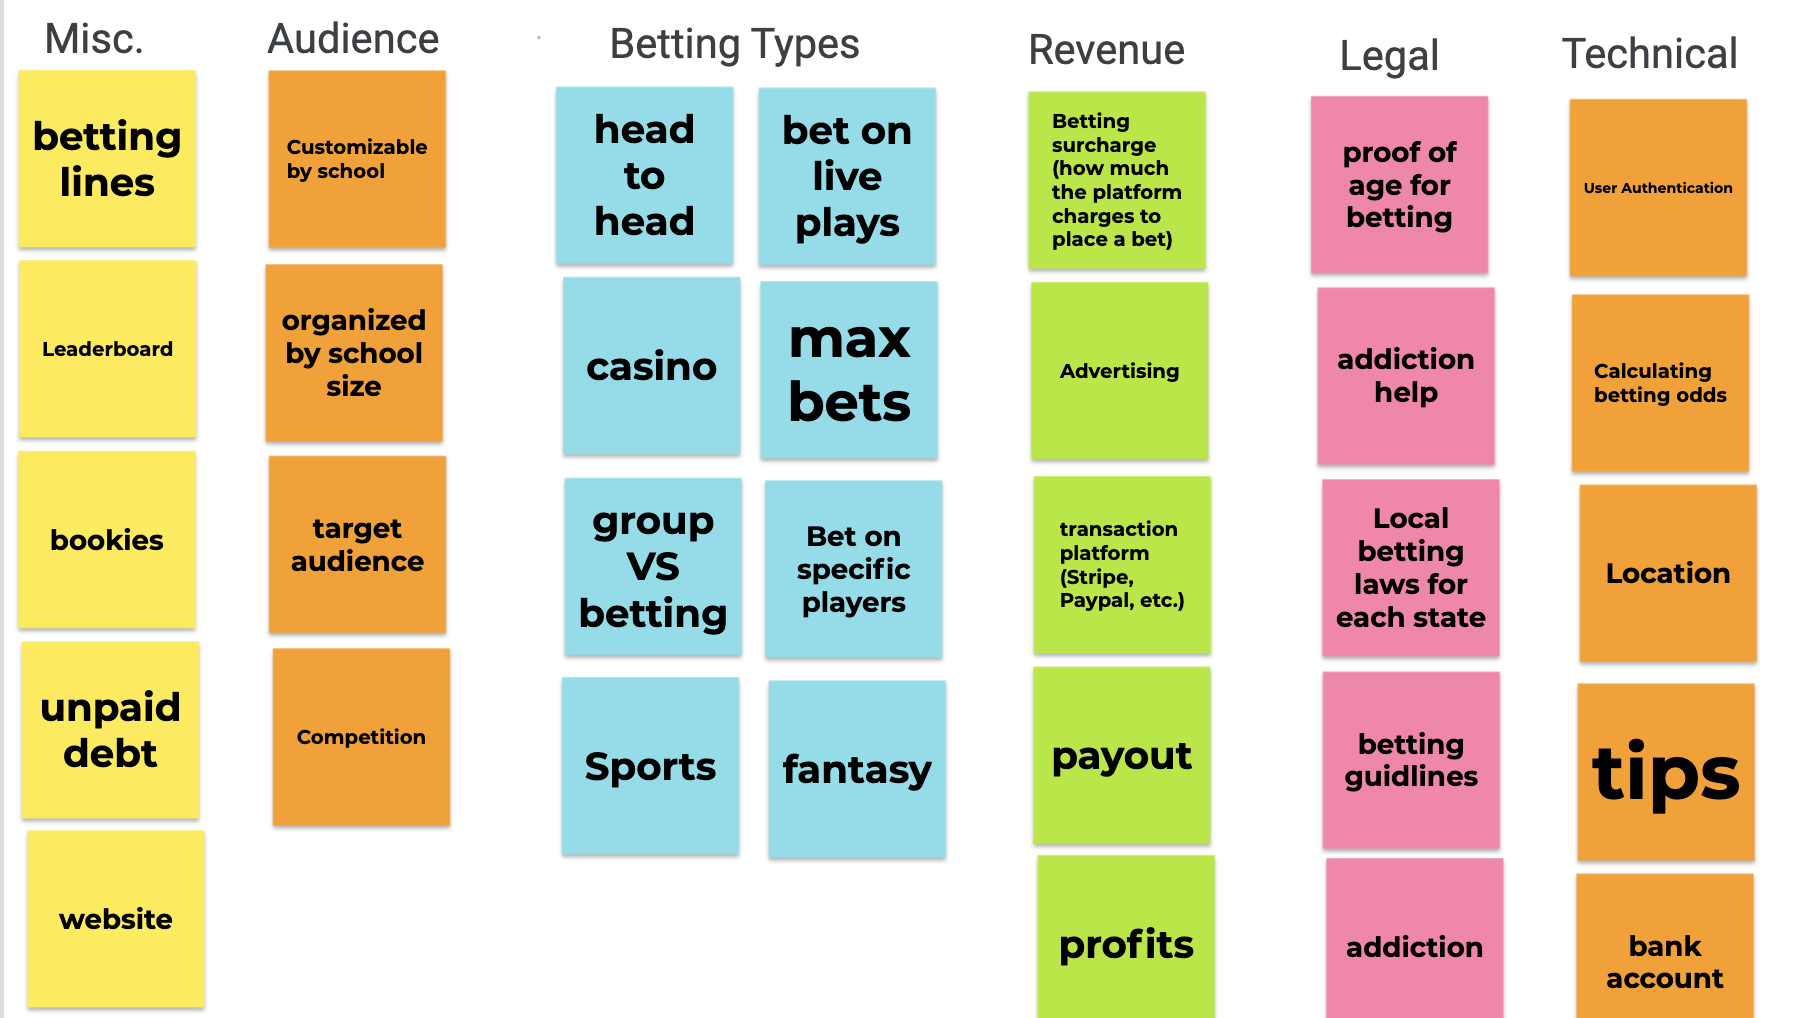 Misc.
betting
lines
Leaderboard
bookies
unpaid
debt
website
Audience
Customizable
by school
organized
by school
size
target
audience
Competition
Betting Types
head
to
head
bet on
live
plays
casino
max
bets
group
VS
betting
Bet on
specific
players
Sports
fantasy
Revenue
Betting
surcharge
(how much
the platform
charges to
place a bet)
Advertising
transaction
platform
(Stripe,
Paypal, etc.)
payout
profits
Legal
proof of
age for
betting
addiction
help
Local
betting
laws for
each state
betting
guidlines
addiction
Technical
User Authentication
Calculating
betting odds
Location
tips
bank
account